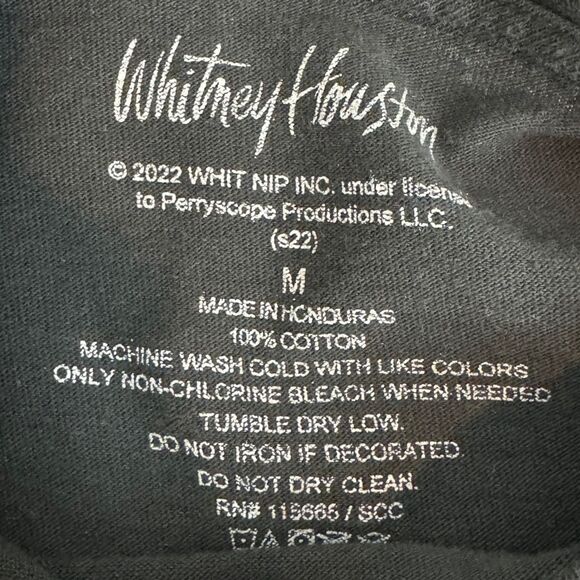 Whitney Houston
© 2022 WHIT NIP INC. under license
to Perryscope Productions LLC.
(s22)
M
MADE IN HONDURAS
100% COTTON
MACHINE WASH COLD WITH LIKE COLORS
ONLY NON-CHLORINE BLEACH WHEN NEEDED
TUMBLE DRY LOW.
DO NOT IRON IF DECORATED.
DO NOT DRY CLEAN.
RN# 115665 / SCC